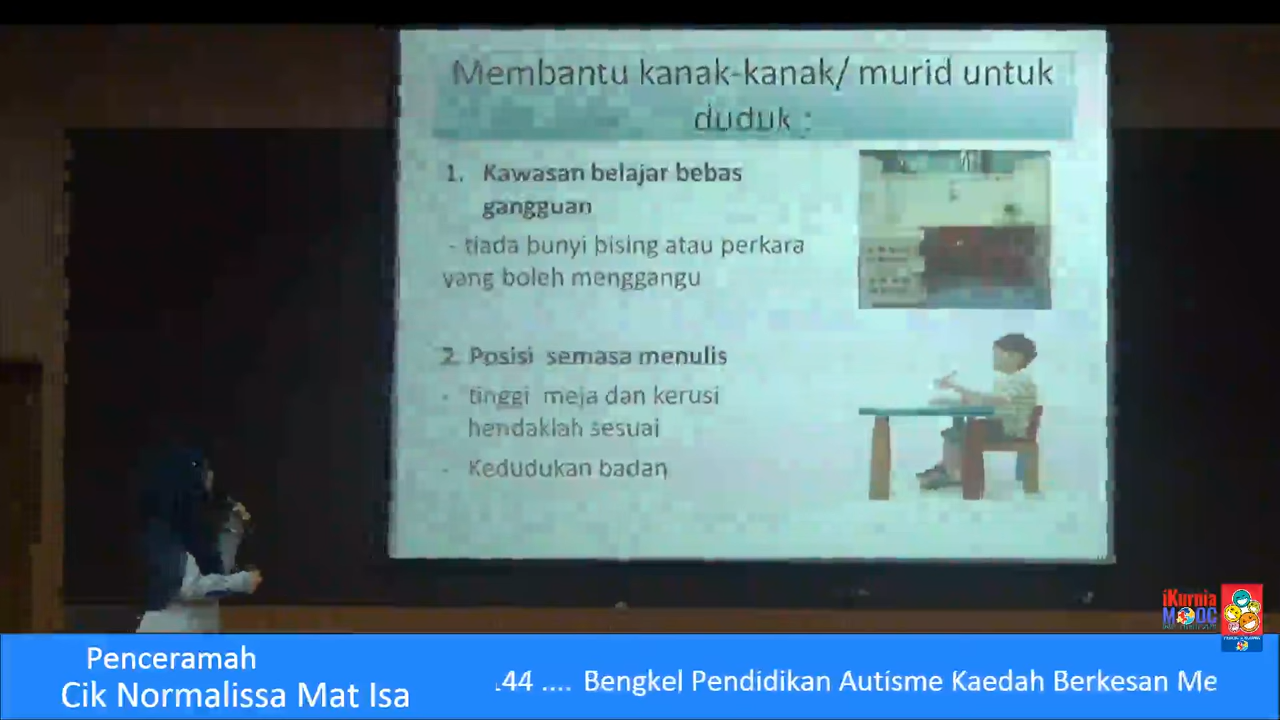 Membantu kanak-kanak/ murid untuk
duduk :
1. Kawasan belajar bebas
gangguan
- tiada bunyi bising atau perkara
yang boleh menggangu
2. Posisi semasa menulis
- tinggi meja dan kerusi
hendaklah sesuai
- Kedudukan badan
iKurnia
MOOC
Penceramah
Cik Normalissa Mat Isa
.44 .... Bengkel Pendidikan Autisme Kaedah Berkesan Me